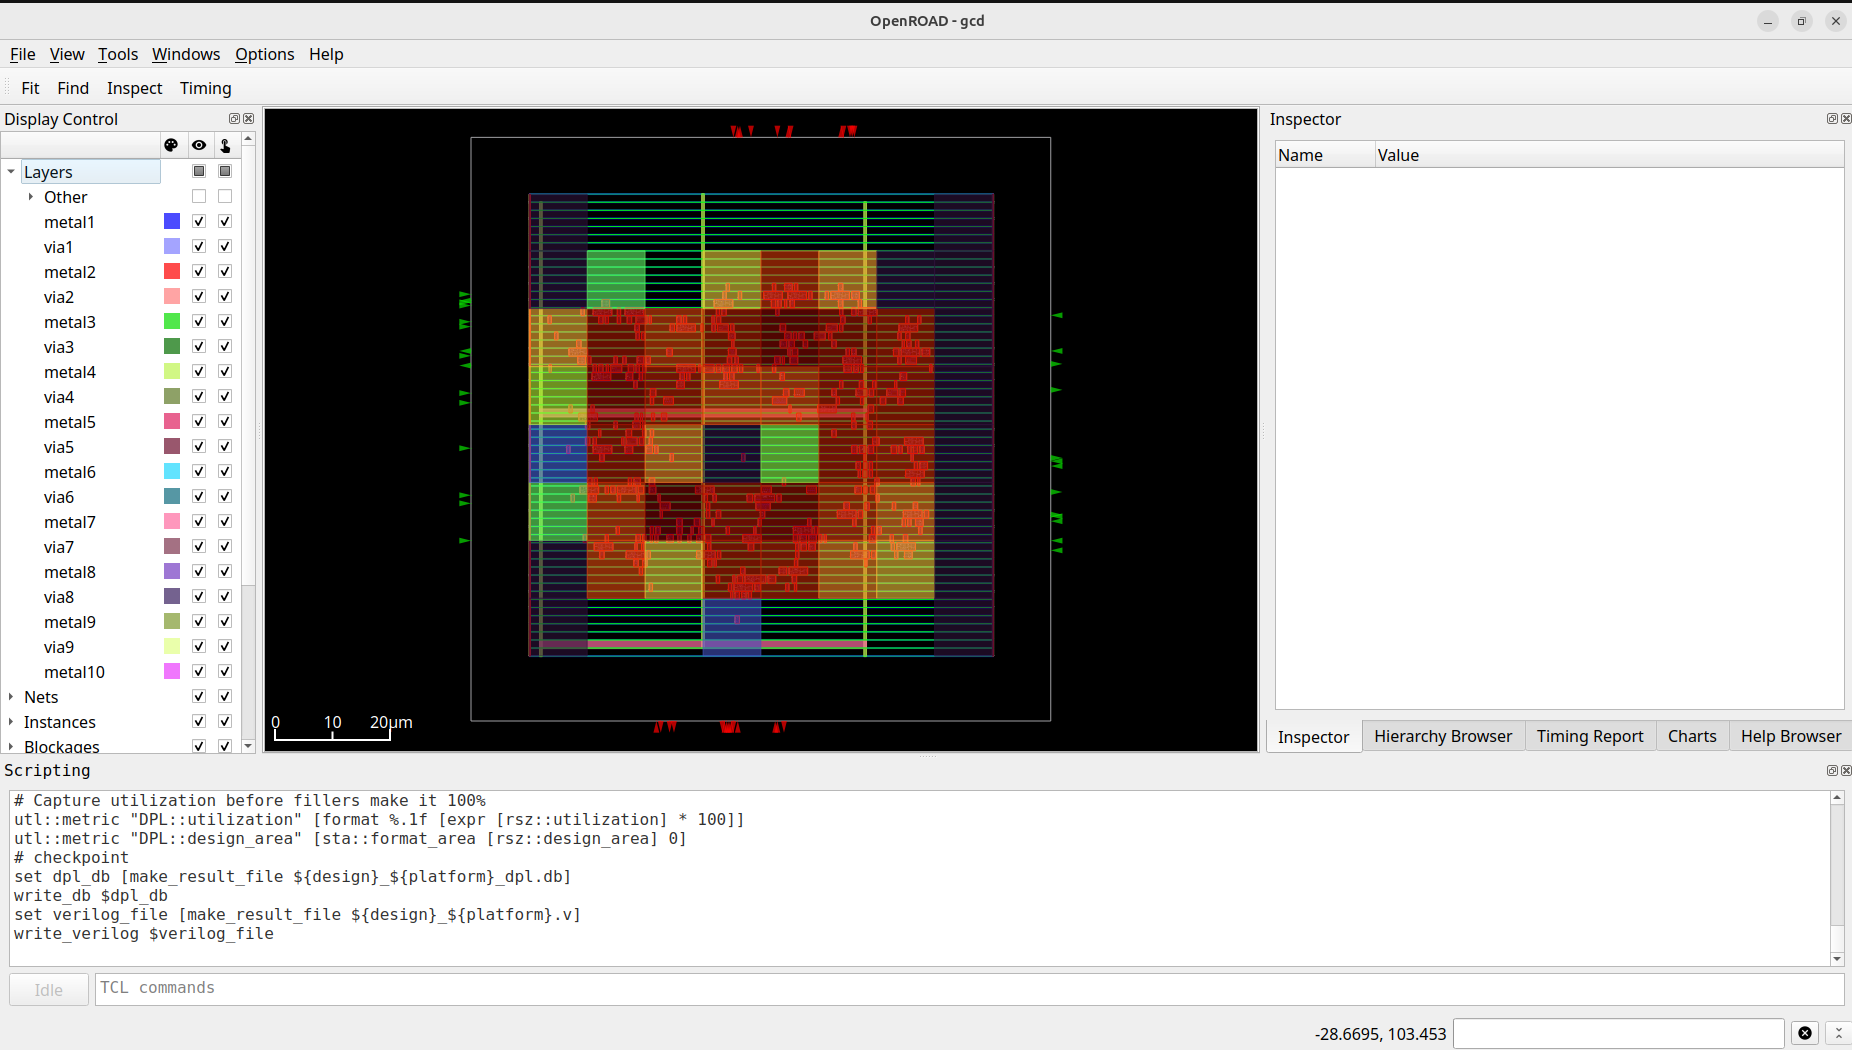 OpenROAD - gcd
File View Tools Windows Options Help
Fit Find Inspect Timing
Display Control
Layers
Other
metal1
via1
metal2
via2
metal3
via3
metal4
via4
metal5
via5
metal6
via6
metal7
via7
metal8
via8
metal9
via9
metal10
Nets
Instances
Blockages
0 10 20um
Inspector
Name Value
Inspector Hierarchy Browser Timing Report Charts Help Browser
Scripting
# Capture utilization before fillers make it 100%
utl::metric "DPL::utilization" [format %.1f [expr [rsz::utilization] * 100]]
utl::metric "DPL::design_area" [sta::format_area [rsz::design_area] 0]
# checkpoint
set dpl_db [make_result_file ${design}_${platform}_dpl.db]
write_db $dpl_db
set verilog_file [make_result_file ${design}_${platform}.v]
write_verilog $verilog_file
Idle TCL commands
-28.6695, 103.453